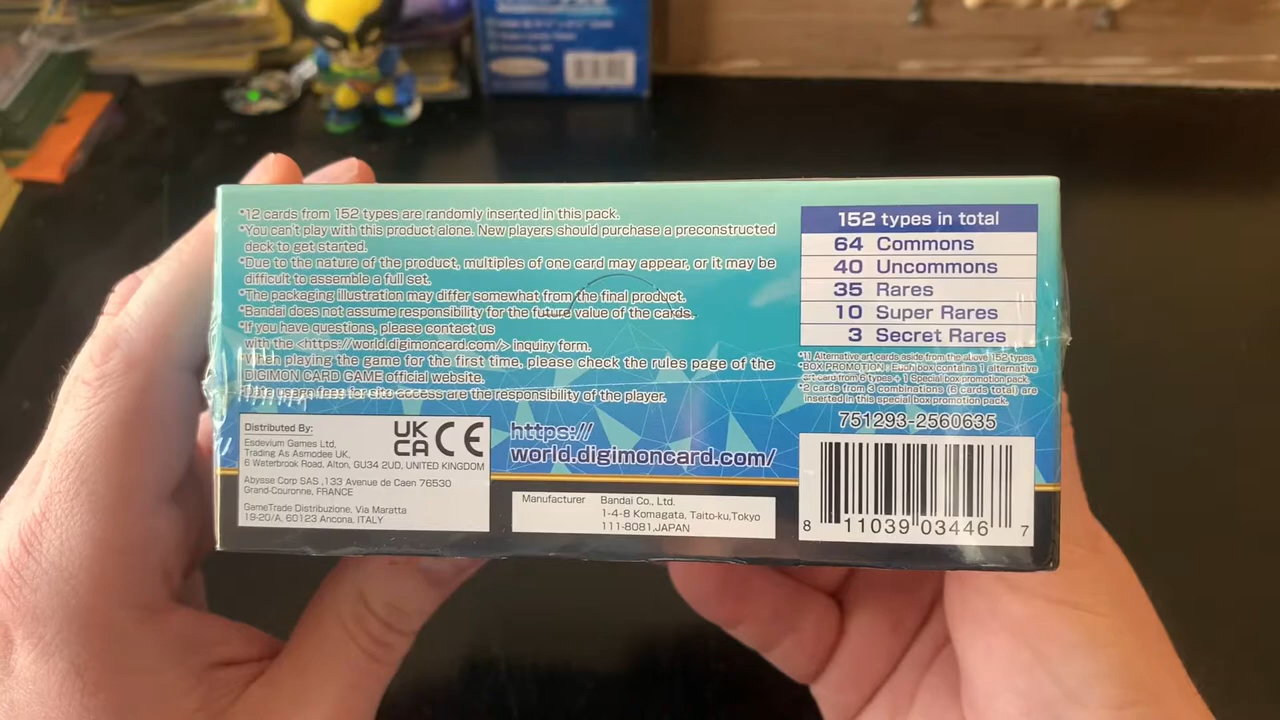 *12 cards from 152 types are randomly inserted in this pack.
*You can't play with this product alone. New players should purchase a preconstructed
deck to get started.
*Due to the nature of the product, multiples of one card may appear, or it may be
difficult to assemble a full set.
*The packaging illustration may differ somewhat from the final product.
*Bandai does not assume responsibility for the future value of the cards.
*If you have questions, please contact us
with the <https://world.digimoncard.com/> inquiry form.
*When playing the game for the first time, please check the rules page of the
DIGIMON CARD GAME official website.
*Data usage fees for site access are the responsibility of the player.
152 types in total
64 Commons
40 Uncommons
35 Rares
10 Super Rares
3 Secret Rares
*11 Alternative art cards aside from the above 152 types.
*BOX PROMOTION: Each box contains 1 alternative
art card from 6 types + 1 Special box promotion pack.
*2 cards from 3 combinations (6 cards total) are
inserted in this special box promotion pack.
751293-2560635
8 11039 03446 7
Distributed By:
Esdevium Games Ltd,
Trading As Asmodee UK,
6 Waterbrook Road, Alton, GU34 2UD, UNITED KINGDOM
Abysse Corp SAS ,133 Avenue de Caen 76530
Grand-Couronne, FRANCE
GameTrade Distribuzione, Via Maratta
19-20/A, 60123 Ancona, ITALY
UK
CA CE
https://
world.digimoncard.com/
Manufacturer Bandai Co., Ltd.
1-4-8 Komagata, Taito-ku,Tokyo
111-8081,JAPAN